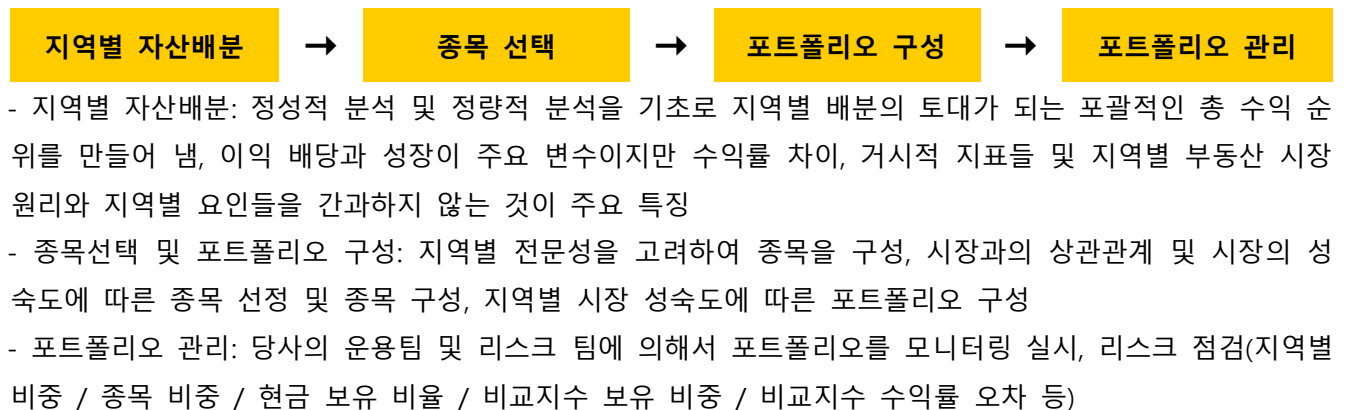 지역별 자산배분 → 종목 선택 → 포트폴리오 구성 → 포트폴리오 관리
- 지역별 자산배분: 정성적 분석 및 정량적 분석을 기초로 지역별 배분의 토대가 되는 포괄적인 총 수익 순
위를 만들어 냄, 이익 배당과 성장이 주요 변수이지만 수익률 차이, 거시적 지표들 및 지역별 부동산 시장
원리와 지역별 요인들을 간과하지 않는 것이 주요 특징
- 종목선택 및 포트폴리오 구성: 지역별 전문성을 고려하여 종목을 구성, 시장과의 상관관계 및 시장의 성
숙도에 따른 종목 선정 및 종목 구성, 지역별 시장 성숙도에 따른 포트폴리오 구성
- 포트폴리오 관리: 당사의 운용팀 및 리스크 팀에 의해서 포트폴리오를 모니터링 실시, 리스크 점검(지역별
비중 / 종목 비중 / 현금 보유 비율 / 비교지수 보유 비중 / 비교지수 수익률 오차 등)